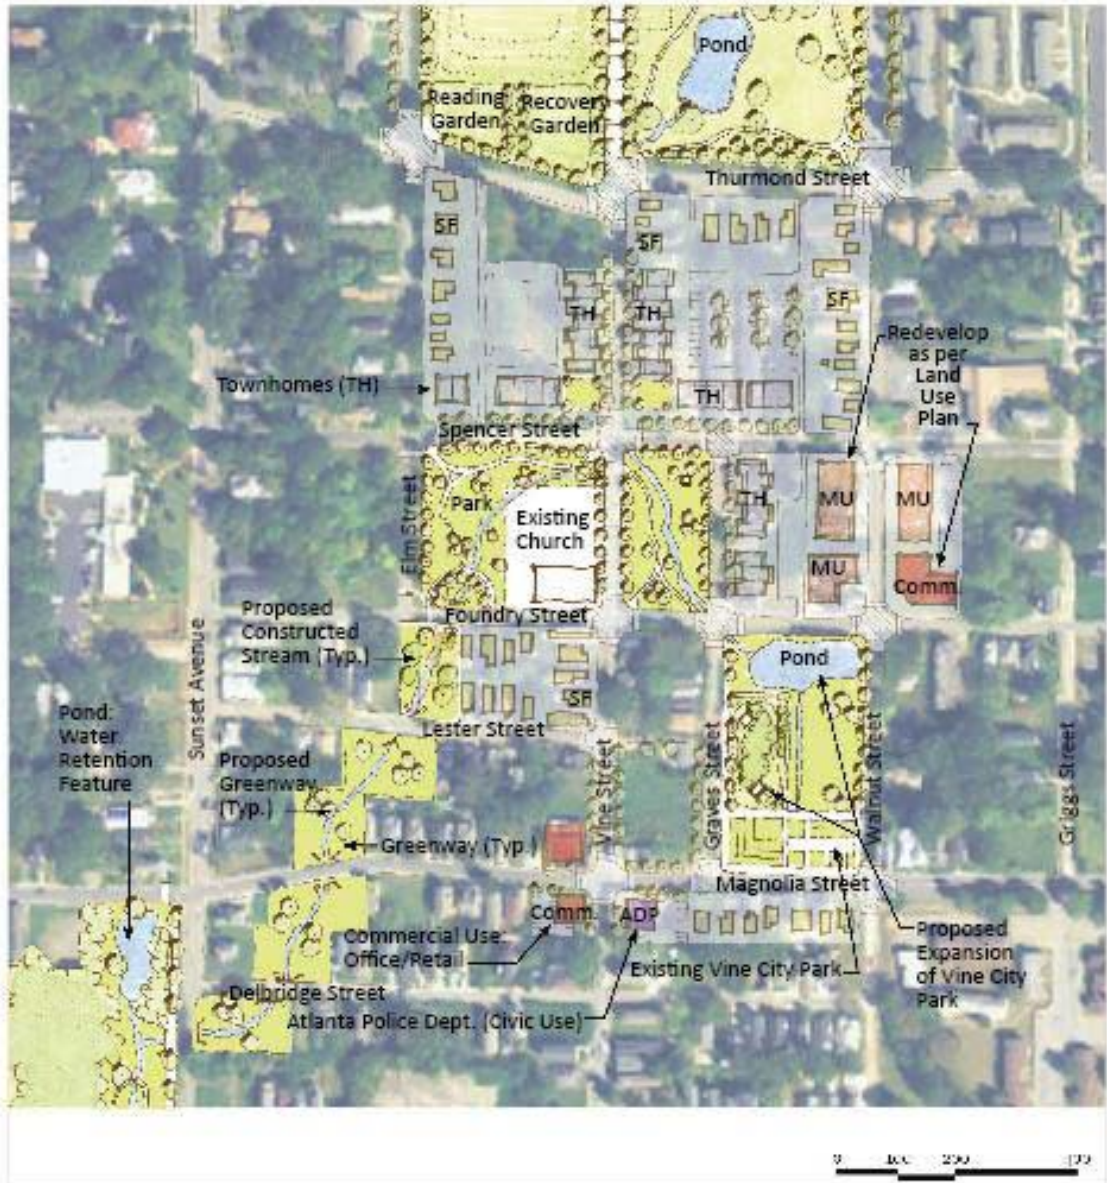 Pond
Reading
Garden
Recovery
Garden
Thurmond Street
SF
SF
SF
TH
TH
Redevelop
as per
Land
Use
Plan
Townhomes (TH)
TH
Spencer Street
Elm Street
Park
Existing
Church
TH
MU
MU
MU
Comm.
Foundry Street
Proposed
Constructed
Stream (Typ.)
Sunset Avenue
SF
Pond
Lester Street
Pond:
Water
Retention
Feature
Proposed
Greenway
(Typ.)
Vine Street
Graves Street
Walnut Street
Griggs Street
Greenway (Typ.)
Magnolia Street
Comm.
ADP
Commercial Use:
Office/Retail
Existing Vine City Park
Proposed
Expansion
of Vine City
Park
Delbridge Street
Atlanta Police Dept. (Civic Use)
200